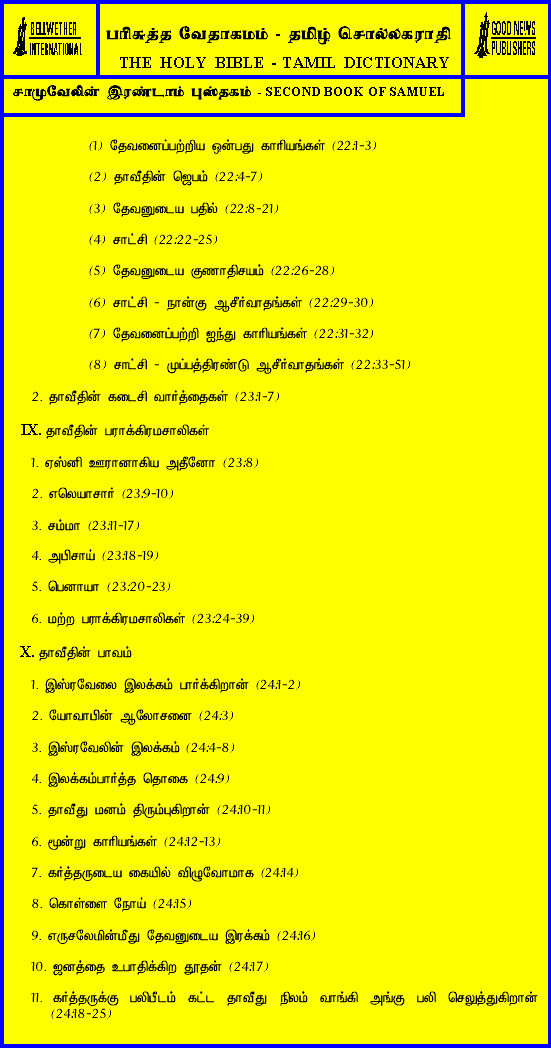 BELLWETHER
INTERNATIONAL
பரிசுத்த வேதாகமம் - தமிழ் சொல்லகராதி
THE HOLY BIBLE - TAMIL DICTIONARY
GOOD NEWS
PUBLISHERS
சாமுவேலின் இரண்டாம் புஸ்தகம் - SECOND BOOK OF SAMUEL
(1) தேவனைப்பற்றிய ஒன்பது காரியங்கள் (22:1-3)
(2) தாவீதின் ஜெபம் (22:4-7)
(3) தேவனுடைய பதில் (22:8-21)
(4) சாட்சி (22:22-25)
(5) தேவனுடைய குணாதிசயம் (22:26-28)
(6) சாட்சி - நான்கு ஆசீர்வாதங்கள் (22:29-30)
(7) தேவனைப்பற்றி ஐந்து காரியங்கள் (22:31-32)
(8) சாட்சி - முப்பத்திரண்டு ஆசீர்வாதங்கள் (22:33-51)
2. தாவீதின் கடைசி வார்த்தைகள் (23:1-7)
IX. தாவீதின் பராக்கிரமசாலிகள்
1. ஏஸ்னி ஊரானாகிய அதீனோ (23:8)
2. எலெயாசார் (23:9-10)
3. சம்மா (23:11-17)
4. அபிசாய் (23:18-19)
5. பெனாயா (23:20-23)
6. மற்ற பராக்கிரமசாலிகள் (23:24-39)
X. தாவீதின் பாவம்
1. இஸ்ரவேலை இலக்கம் பார்க்கிறான் (24:1-2)
2. யோவாபின் ஆலோசனை (24:3)
3. இஸ்ரவேலின் இலக்கம் (24:4-8)
4. இலக்கம்பார்த்த தொகை (24:9)
5. தாவீது மனம் திரும்புகிறான் (24:10-11)
6. மூன்று காரியங்கள் (24:12-13)
7. கர்த்தருடைய கையில் விழுவோமாக (24:14)
8. கொள்ளை நோய் (24:15)
9. எருசலேமின்மீது தேவனுடைய இரக்கம் (24:16)
10. ஜனத்தை உபாதிக்கிற தூதன் (24:17)
11. கர்த்தருக்கு பலிபீடம் கட்ட தாவீது நிலம் வாங்கி அங்கு பலி செலுத்துகிறான்
(24:18-25)